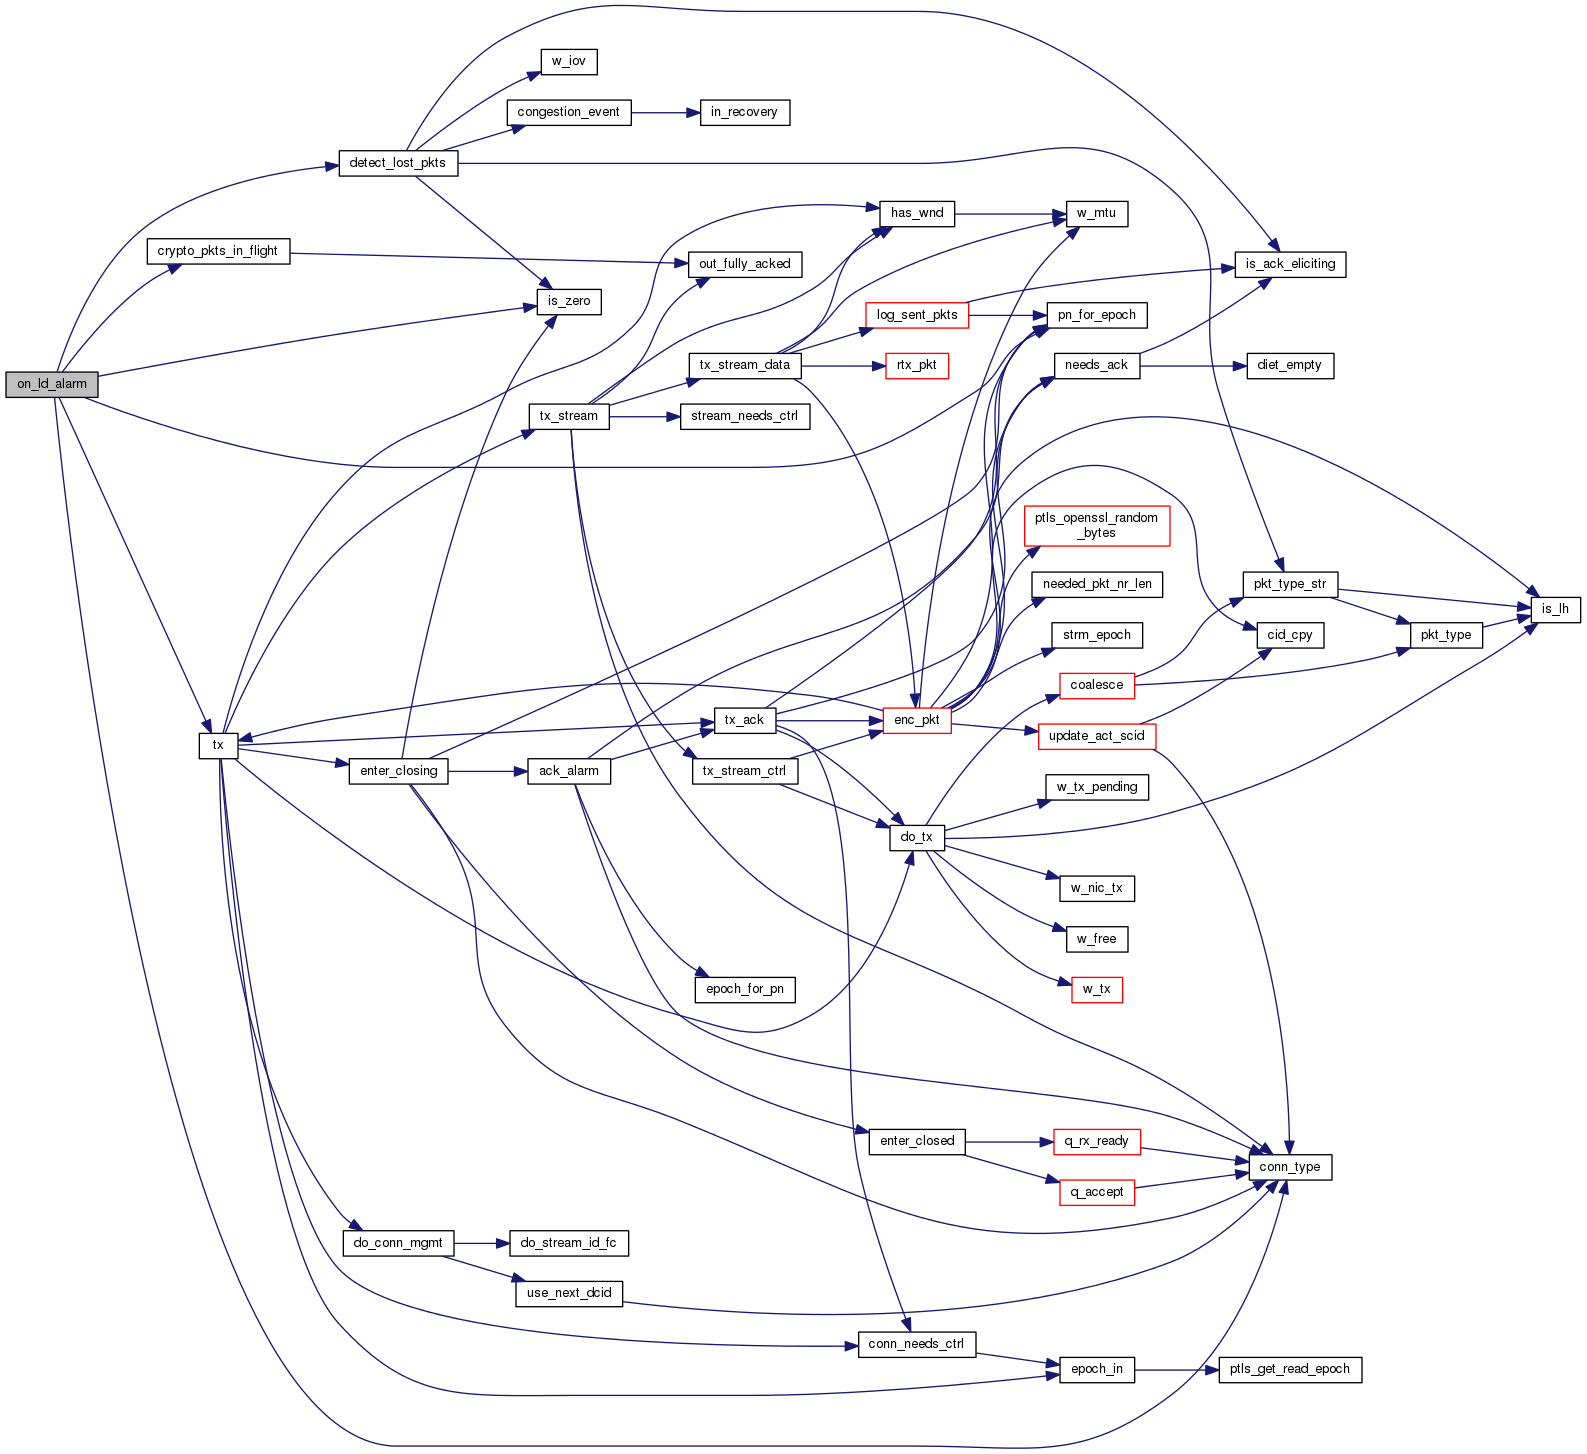 w_iov
congestion_event
in_recovery
detect_lost_pkts
has_wnd
w_mtu
crypto_pkts_in_flight
out_fully_acked
is_ack_eliciting
is_zero
log_sent_pkts
pn_for_epoch
on_ld_alarm
tx_stream_data
rtx_pkt
needs_ack
diet_empty
tx_stream
stream_needs_ctrl
ptls_openssl_random
_bytes
needed_pkt_nr_len
pkt_type_str
is_lh
strm_epoch
cid_cpy
pkt_type
coalesce
tx_ack
enc_pkt
update_act_scid
tx
enter_closing
ack_alarm
tx_stream_ctrl
w_tx_pending
do_tx
w_nic_tx
w_free
epoch_for_pn
w_tx
enter_closed
q_rx_ready
conn_type
q_accept
do_conn_mgmt
do_stream_id_fc
use_next_dcid
conn_needs_ctrl
epoch_in
ptls_get_read_epoch